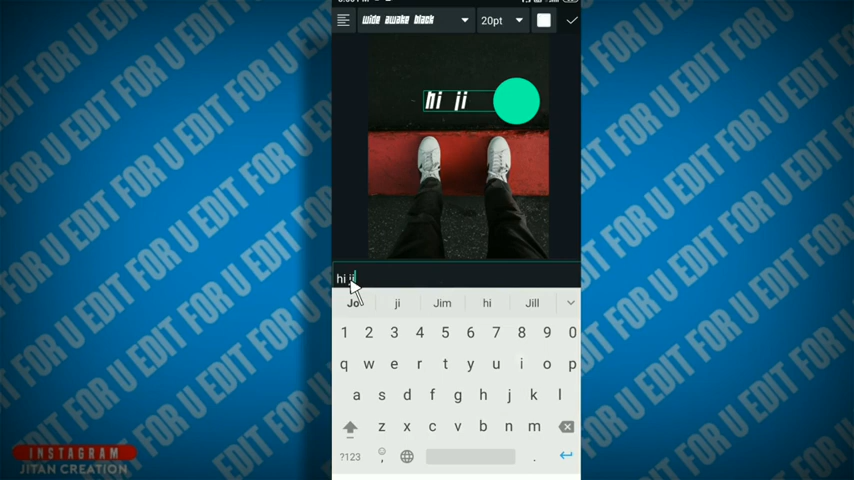 wide awake black
20pt
hi ji
hi ji
Jo ji Jim hi Jill
1 2 3 4 5 6 7 8 9 0
q w e r t y u i o p
a s d f g h j k l
z x c v b n m
?123 , .
EDIT FOR U EDIT FOR U EDIT FOR U
INSTAGRAM
JITAN CREATION